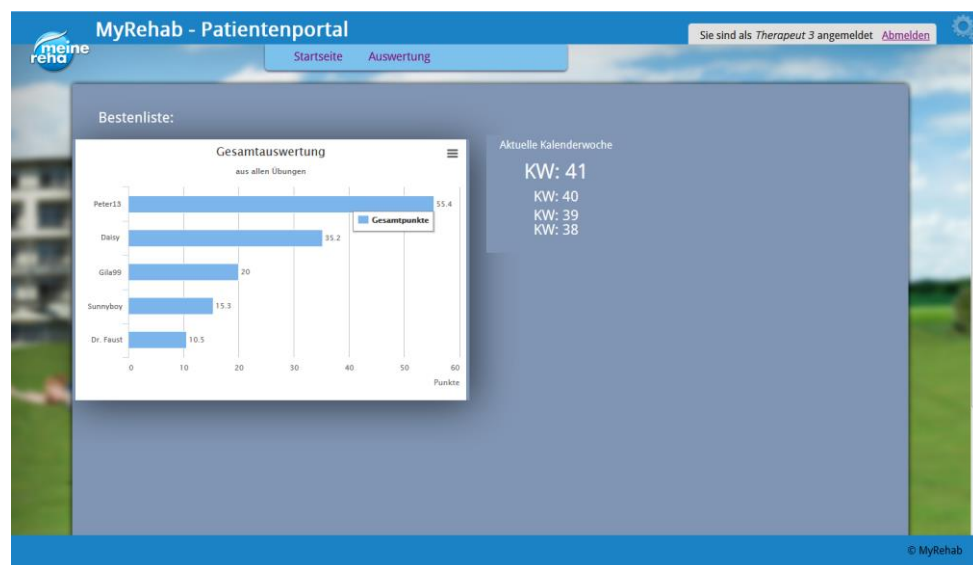 MyRehab - Patientenportal
Sie sind als Therapeut 3 angemeldet Abmelden
meine
reha
Startseite Auswertung
Bestenliste:
Gesamtauswertung
aus allen Übungen
Peter13 55.4
Gesamtpunkte
Daisy 35.2
Gila99 20
Sunnyboy 15.3
Dr. Faust 10.5
0 10 20 30 40 50 60
Punkte
Aktuelle Kalenderwoche
KW: 41
KW: 40
KW: 39
KW: 38
© MyRehab